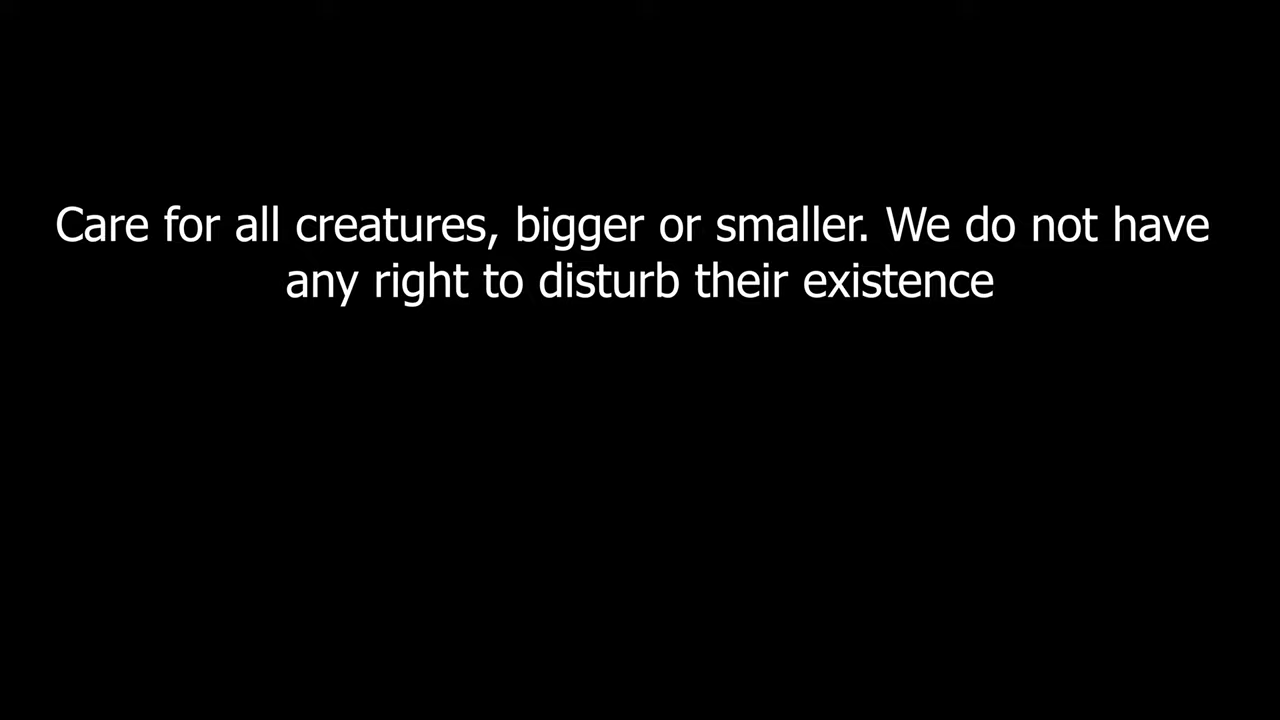 Care for all creatures, bigger or smaller. We do not have
any right to disturb their existence